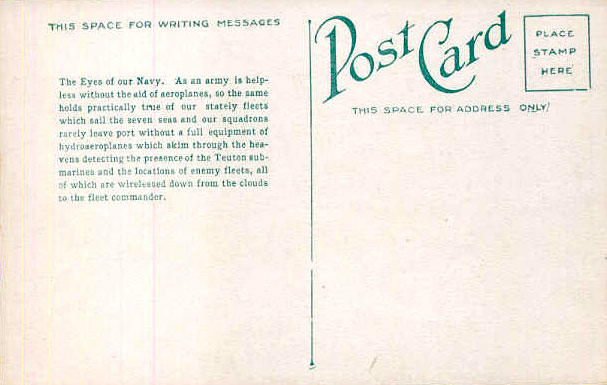 THIS SPACE FOR WRITING MESSAGES
The Eyes of our Navy. As an army is help-
less without the aid of aeroplanes, so the same
holds practically true of our stately fleets
which sail the seven seas and our squadrons
rarely leave port without a full equipment of
hydroaeroplanes which skim through the hea-
vens detecting the presence of the Teuton sub-
marines and the locations of enemy fleets, all
of which are wirelessed down from the clouds
to the fleet commander.
Post Card
THIS SPACE FOR ADDRESS ONLY
PLACE
STAMP
HERE